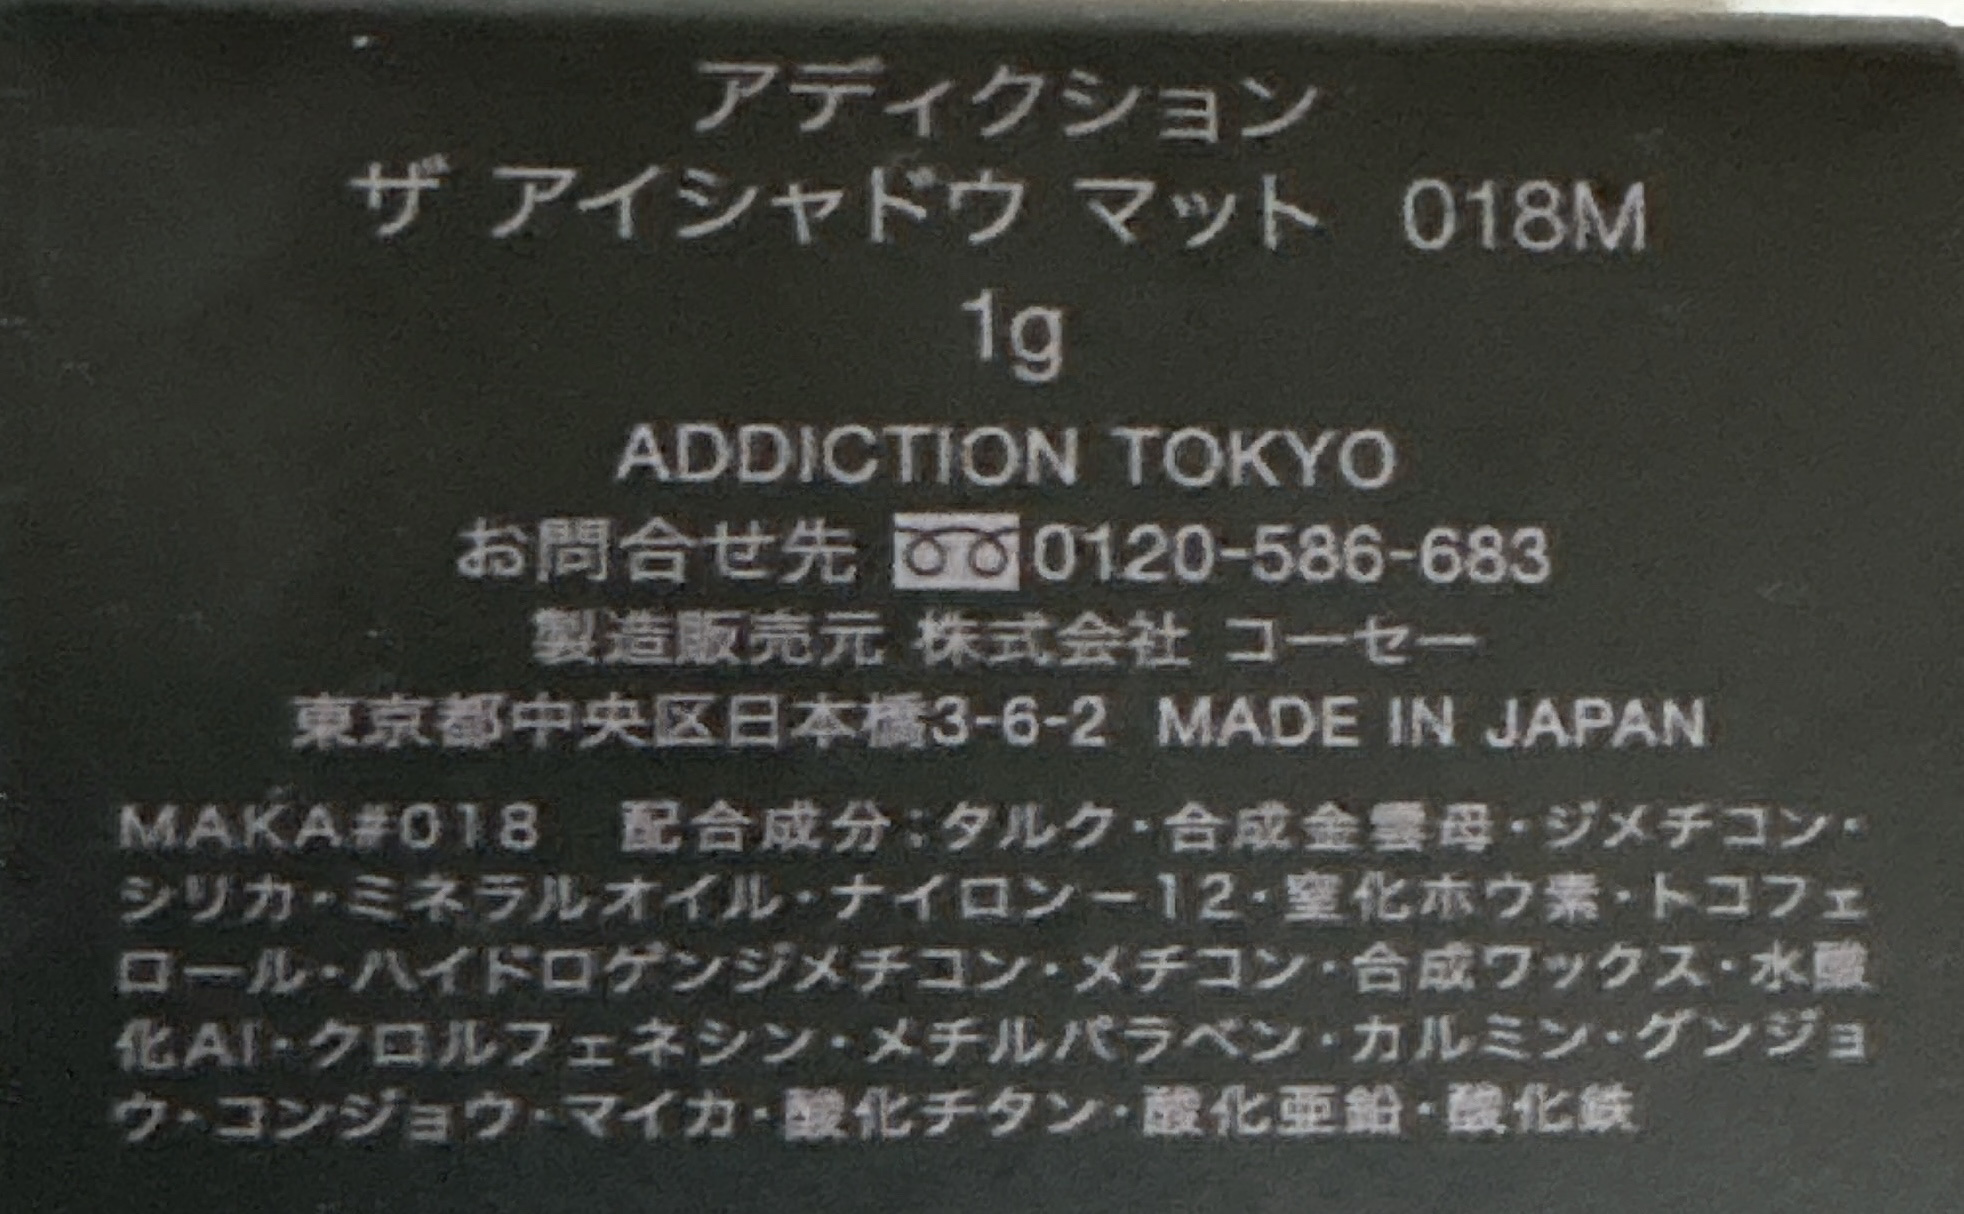 アディクション
ザ アイシャドウ マット 018M
1g
ADDICTION TOKYO
お問合せ先 0120-586-683
製造販売元 株式会社 コーセー
東京都中央区日本橋3-6-2 MADE IN JAPAN
MAKA#018 配合成分:タルク・合成金雲母・ジメチコン・
シリカ・ミネラルオイル・ナイロン－12・窒化ホウ素・トコフェ
ロール・ハイドロゲンジメチコン・メチコン・合成ワックス・水酸
化Al・クロルフェネシン・メチルパラベン・カルミン・グンジョ
ウ・コンジョウ・マイカ・酸化チタン・酸化亜鉛・酸化鉄